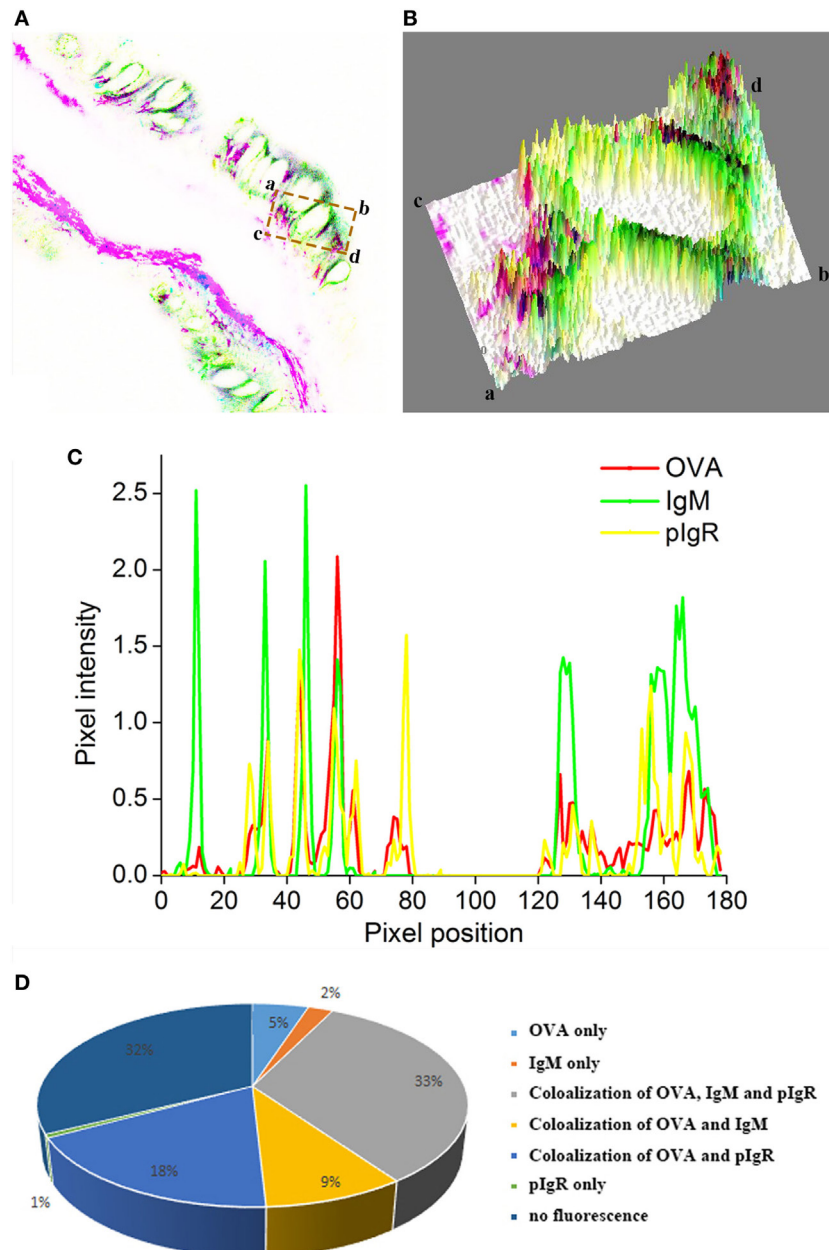 A
B
a
b
c
d
d
c
b
0
a
C
OVA
IgM
pIgR
2.5
2.0
1.5
1.0
0.5
0.0
Pixel intensity
0 20 40 60 80 100 120 140 160 180
Pixel position
D
5%
2%
33%
9%
18%
1%
32%
OVA only
IgM only
Coloalization of OVA, IgM and pIgR
Coloalization of OVA and IgM
Coloalization of OVA and pIgR
pIgR only
no fluorescence